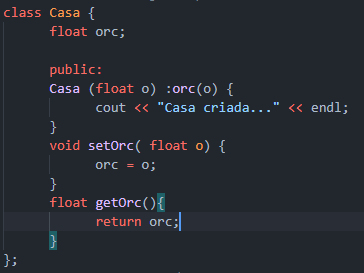 class Casa {
float orc;
public:
Casa (float o) :orc(o) {
cout << "Casa criada..." << endl;
}
void setOrc( float o) {
orc = o;
}
float getOrc(){
return orc;
}
};